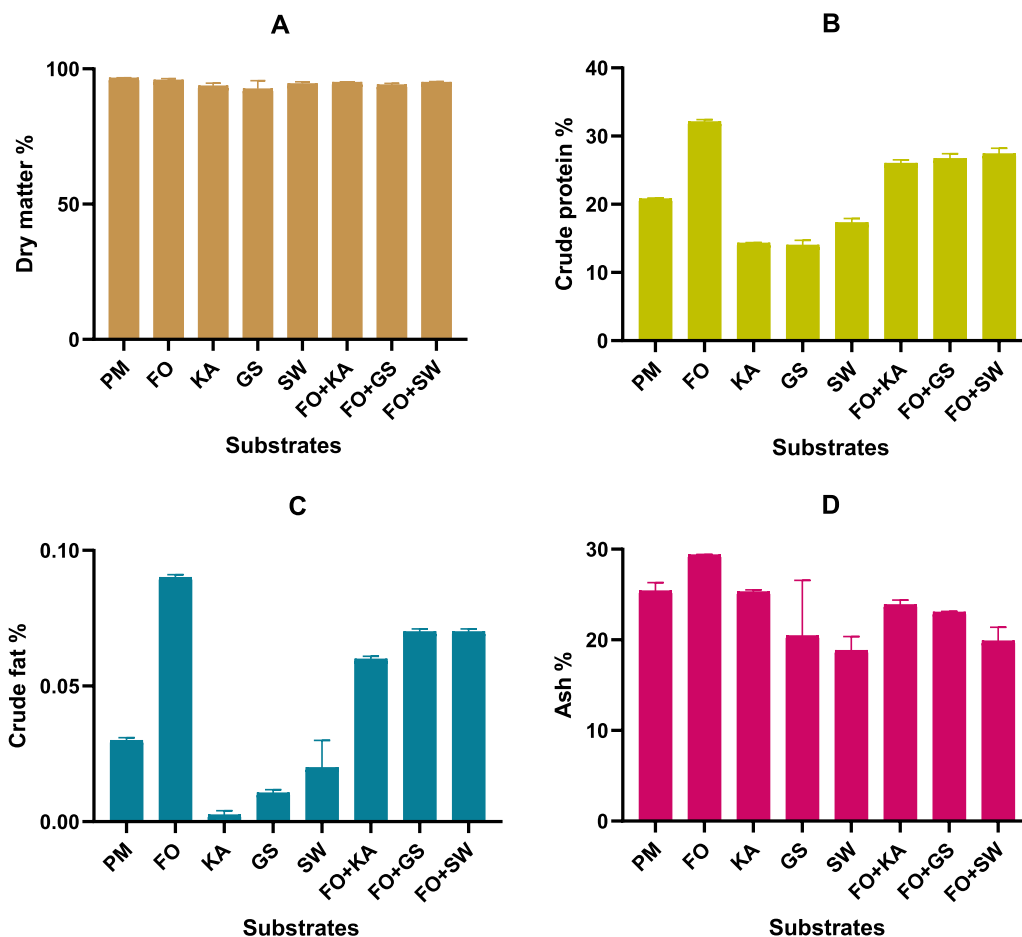 A
Dry matter %
100
50
0
PM
FO
KA
GS
SW
FO+KA
FO+GS
FO+SW
Substrates
B
Crude protein %
40
30
20
10
0
PM
FO
KA
GS
SW
FO+KA
FO+GS
FO+SW
Substrates
C
Crude fat %
0.10
0.05
0.00
PM
FO
KA
GS
SW
FO+KA
FO+GS
FO+SW
Substrates
D
Ash %
30
20
10
0
PM
FO
KA
GS
SW
FO+KA
FO+GS
FO+SW
Substrates